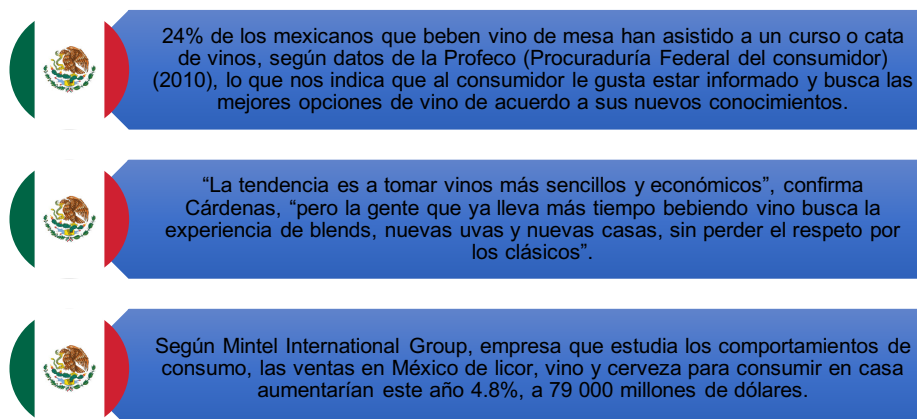 24% de los mexicanos que beben vino de mesa han asistido a un curso o cata
de vinos, según datos de la Profeco (Procuraduría Federal del consumidor)
(2010), lo que nos indica que al consumidor le gusta estar informado y busca las
mejores opciones de vino de acuerdo a sus nuevos conocimientos.
“La tendencia es a tomar vinos más sencillos y económicos”, confirma
Cárdenas, “pero la gente que ya lleva más tiempo bebiendo vino busca la
experiencia de blends, nuevas uvas y nuevas casas, sin perder el respeto por
los clásicos”.
Según Mintel International Group, empresa que estudia los comportamientos de
consumo, las ventas en México de licor, vino y cerveza para consumir en casa
aumentarían este año 4.8%, a 79 000 millones de dólares.